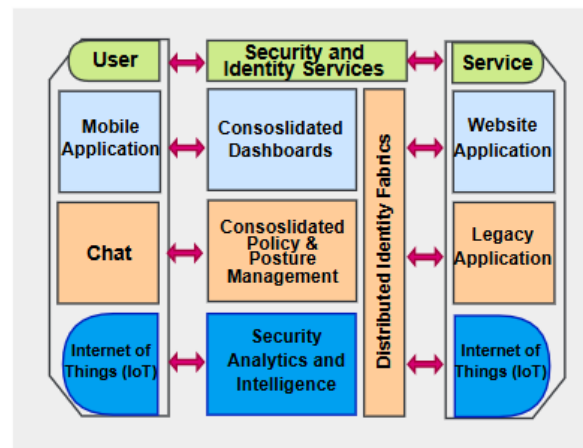 User
Security and
Identity Services
Service
Mobile
Application
Consoslidated
Dashboards
Website
Application
Distributed Identity Fabrics
Chat
Consoslidated
Policy &
Posture
Management
Legacy
Application
Internet of
Things (IoT)
Security
Analytics and
Intelligence
Internet of
Things (IoT)